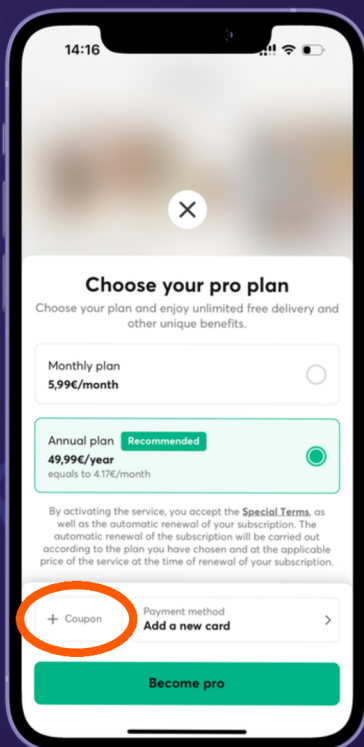 14:16
Choose your pro plan
Choose your plan and enjoy unlimited free delivery and
other unique benefits.
Monthly plan
5,99€/month
Annual plan Recommended
49,99€/year
equals to 4.17€/month
By activating the service, you accept the Special Terms, as
well as the automatic renewal of your subscription. The
automatic renewal of the subscription will be carried out
according to the plan you have chosen and at the applicable
price of the service at the time of renewal of your subscription.
+ Coupon
Payment method
Add a new card
Become pro